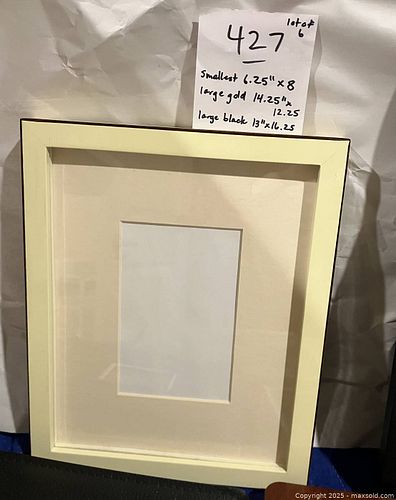 lot of
6
427
smallest 6.25" x 8
large gold 14.25" x
12.25
large black 13" x 16.25
Copyright 2025 - maxsold.com